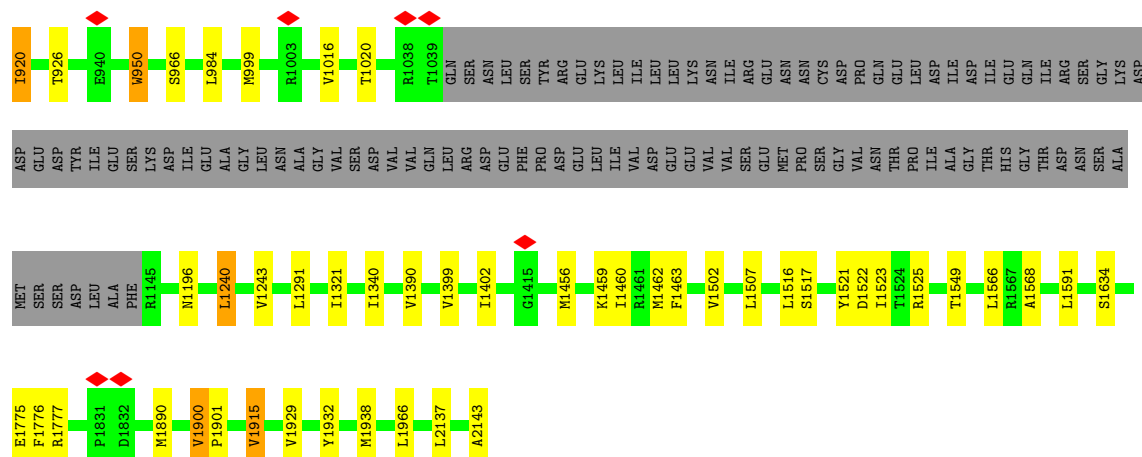 I920 T926 E940 W950 S966 L984 M999 R1003 V1016 T1020 R1038 T1039 GLN SER ASN LEU SER TYR ARG GLU LYS LEU ILE LEU LEU LYS ASN ILE ARG GLU ASN ASN CYS ASP PRO GLN GLU LEU ASP ILE ASP ILE GLU GLN ILE ARG SER GLY LYS ASP
ASP GLU ASP TYR ILE GLU SER LYS ASP ILE GLU ALA GLY LEU ASN ALA GLY VAL SER ASP VAL VAL GLN LEU ARG ASP GLU PHE PRO ASP GLU LEU ILE VAL ASP GLU GLU VAL VAL SER GLU MET PRO SER GLY VAL ASN THR PRO ILE ALA GLY THR HIS GLY THR ASP ASN SER ALA
MET SER SER ASP LEU ALA PHE R1145 N1196 L1240 V1243 L1291 I1321 I1340 V1390 V1399 I1402 G1415 M1456 K1459 I1460 R1461 M1462 F1463 V1502 L1507 L1516 S1517 Y1521 D1522 I1523 T1524 R1525 T1549 L1566 R1567 A1568 L1591 S1634
E1775 F1776 R1777 P1831 D1832 M1890 V1900 P1901 V1915 V1929 Y1932 M1938 L1966 L2137 A2143